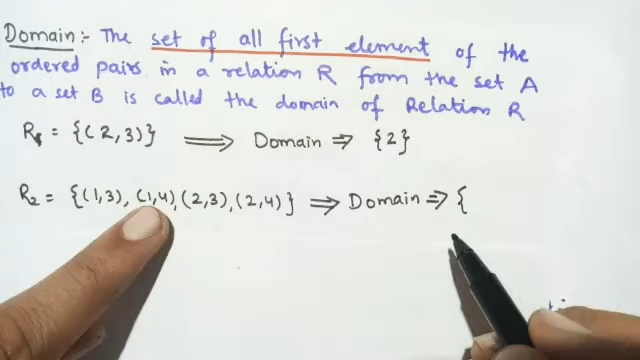 Domain:- The set of all first element of the
ordered pairs in a relation R from the set A
to a set B is called the domain of Relation R
R₁ = {(2,3)} ⟹ Domain ⇒ {2}
R₂ = {(1,3), (1,4), (2,3), (2,4)} ⟹ Domain ⇒ {